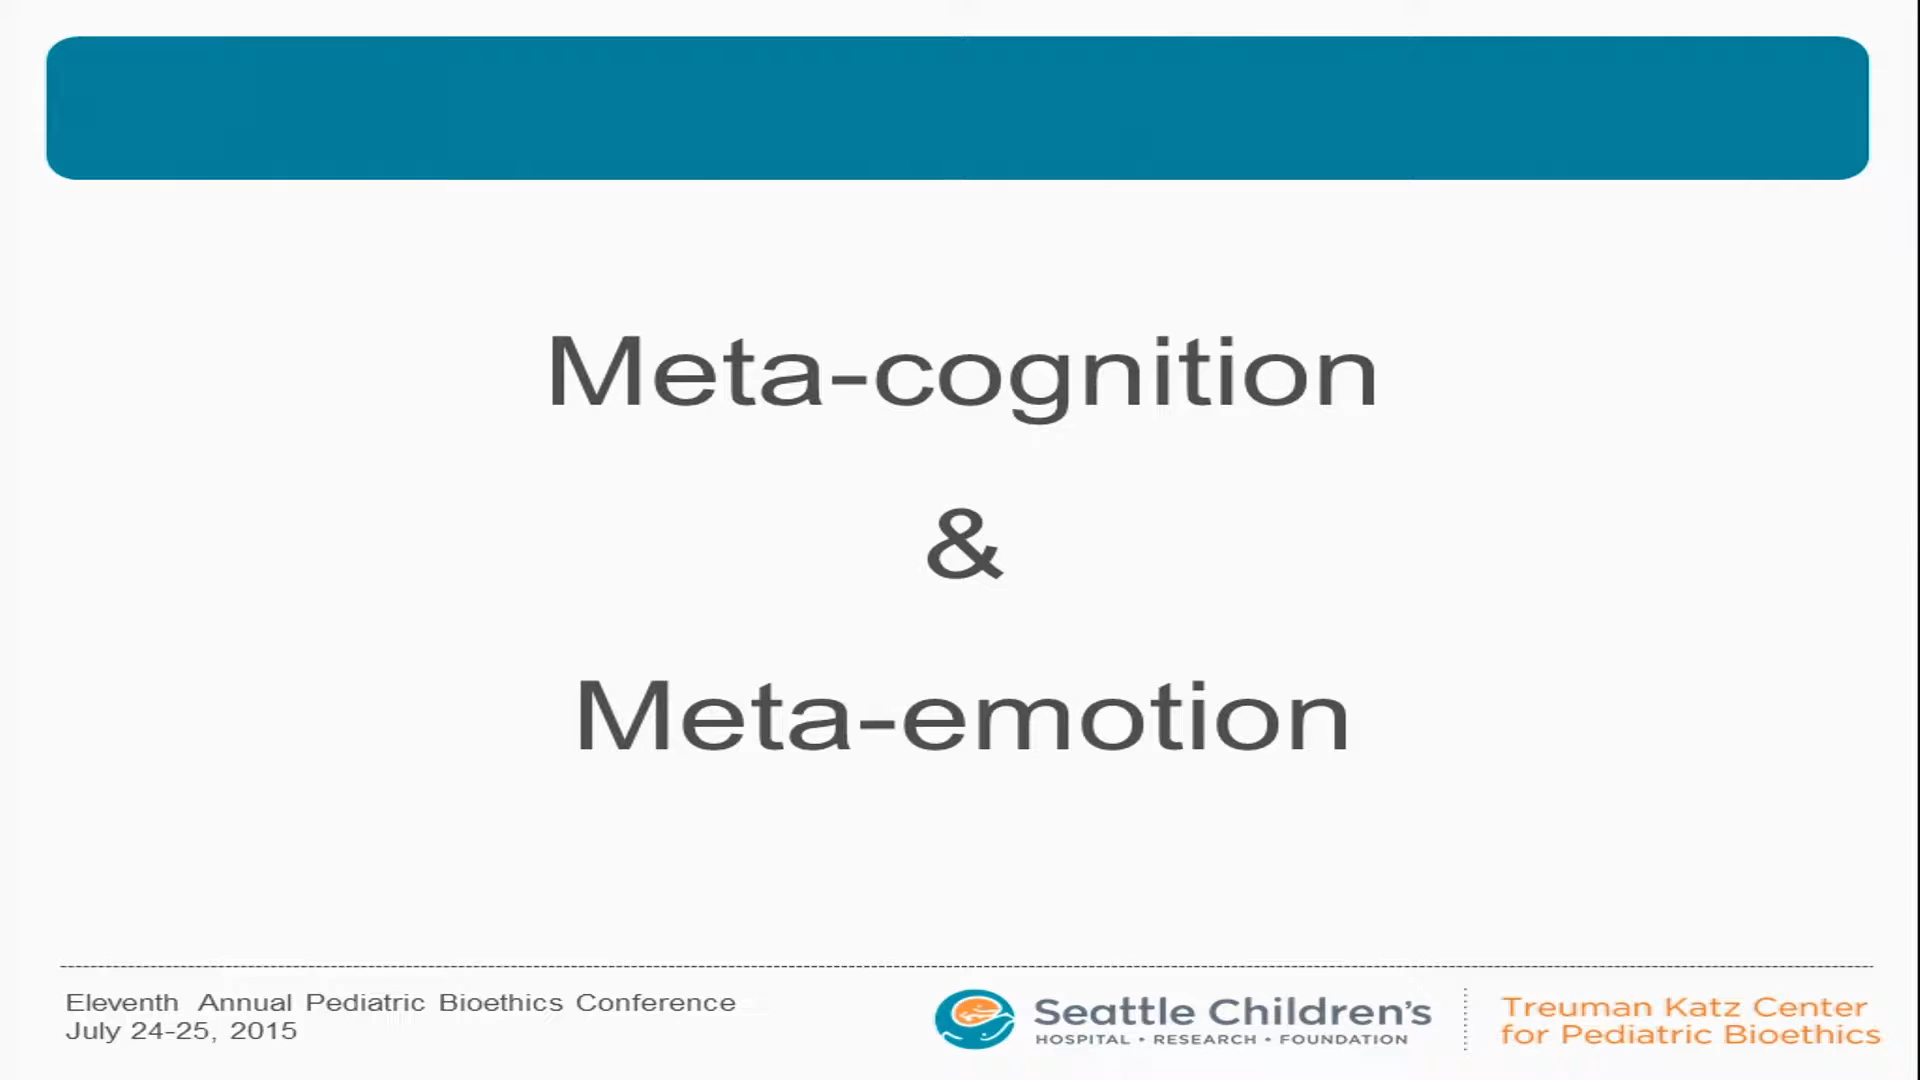 Meta-cognition
&
Meta-emotion
Eleventh Annual Pediatric Bioethics Conference
July 24-25, 2015
Seattle Children's
HOSPITAL • RESEARCH • FOUNDATION
Treuman Katz Center
for Pediatric Bioethics